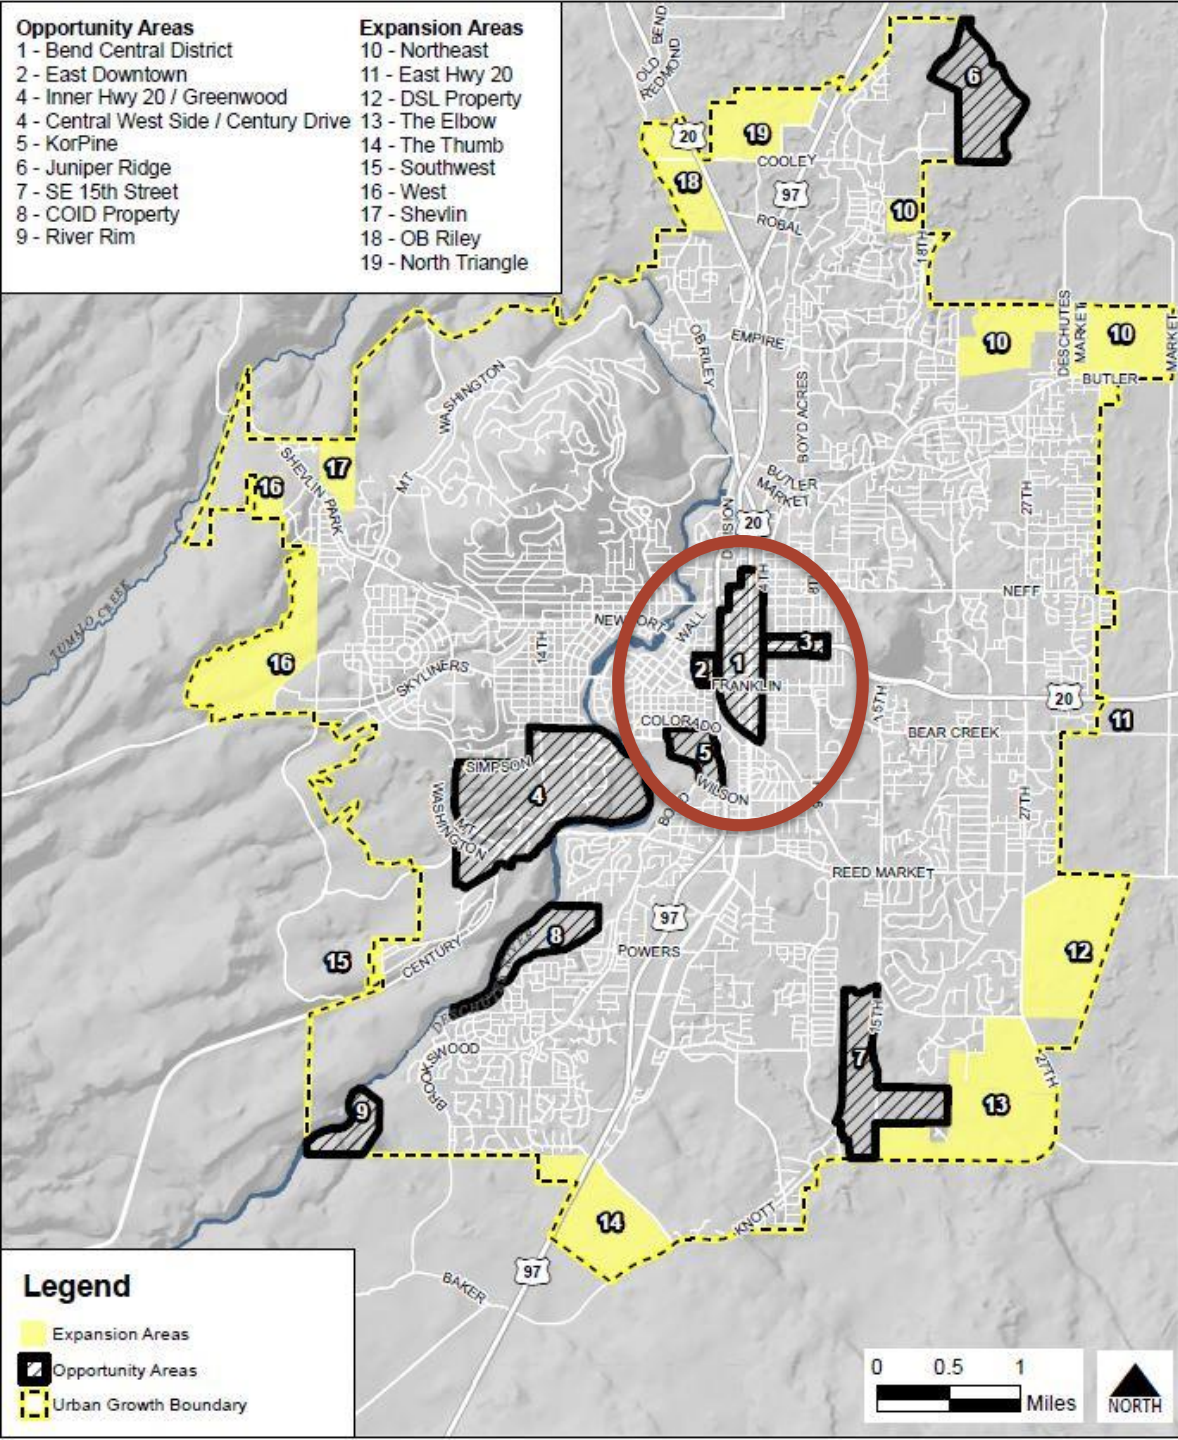 Opportunity Areas
1 - Bend Central District
2 - East Downtown
4 - Inner Hwy 20 / Greenwood
4 - Central West Side / Century Drive
5 - KorPine
6 - Juniper Ridge
7 - SE 15th Street
8 - COID Property
9 - River Rim
Expansion Areas
10 - Northeast
11 - East Hwy 20
12 - DSL Property
13 - The Elbow
14 - The Thumb
15 - Southwest
16 - West
17 - Shevlin
18 - OB Riley
19 - North Triangle
OLD BEND
REDMOND
6
20
19
COOLEY
18
97
10
ROBAL
18TH
DESCHUTES
MARKET
MARKET
EMPIRE
OB RILEY
10
10
BUTLER
WASHINGTON
MT
BOYD ACRES
SHEVLIN PARK
17
16
BUTLER
MARKET
27TH
DIVISION
20
TUMALO CREEK
4TH
8TH
NEFF
NEWPORT
WALL
14TH
3
16
SKYLINERS
2
1
FRANKLIN
15TH
20
COLORADO
11
BEAR CREEK
5
SIMPSON
4
WILSON
MT
WASHINGTON
BOND
9
27TH
REED MARKET
97
8
POWERS
12
CENTURY
15
DESCHUTES RIVER
15TH
7
BROOKSWOOD
27TH
9
13
14
KNOTT
97
BAKER
Legend
Expansion Areas
Opportunity Areas
Urban Growth Boundary
0 0.5 1
Miles
NORTH